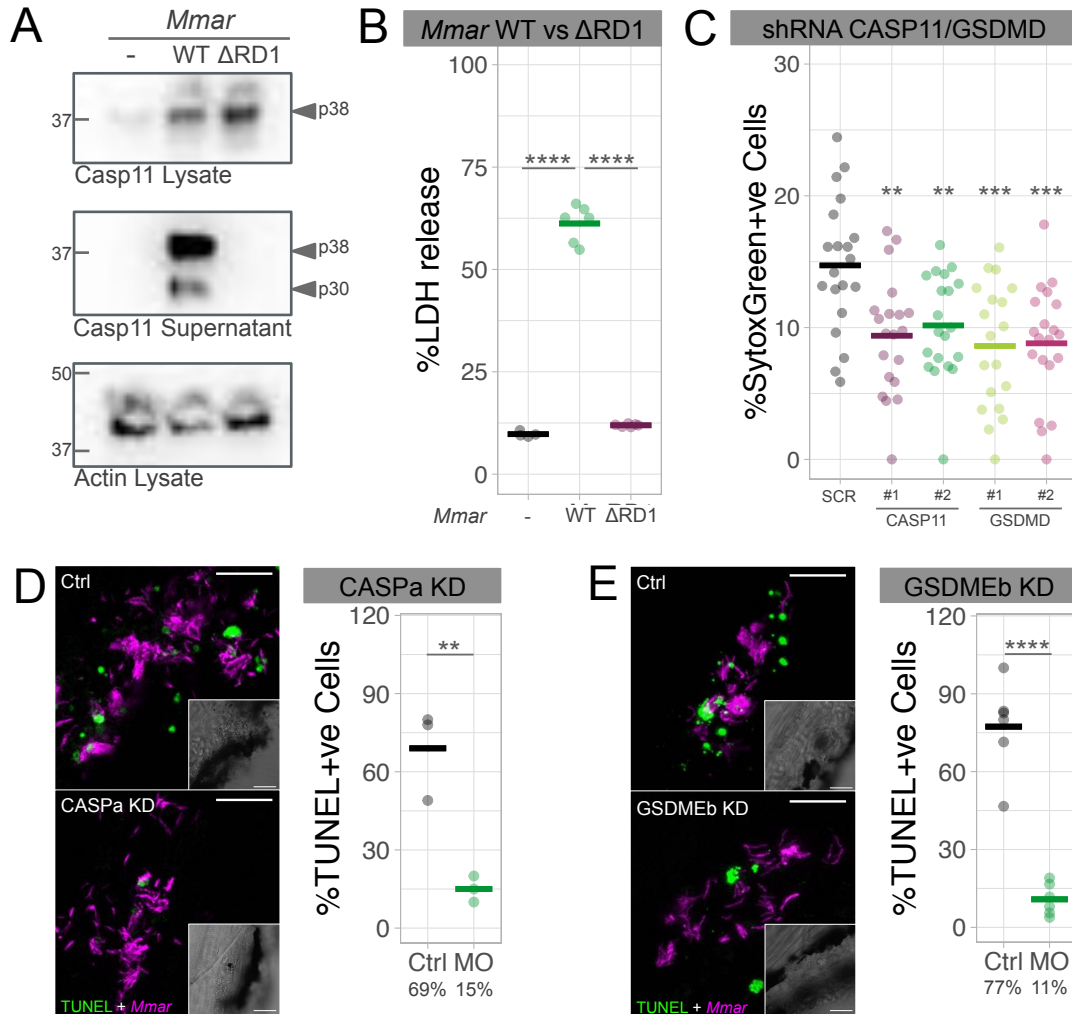 A
Mmar
- WT ΔRD1
37
p38
Casp11 Lysate
37
p38
p30
Casp11 Supernatant
50
37
Actin Lysate
B
Mmar WT vs ΔRD1
%LDH release
100
75
50
25
0
**** ****
Mmar - WT ΔRD1
C
shRNA CASP11/GSDMD
%SytoxGreen+ve Cells
30
20
10
0
** ** *** ***
SCR #1 #2 #1 #2
CASP11 GSDMD
D
Ctrl
CASPa KD
TUNEL + Mmar
CASPa KD
%TUNEL+ve Cells
120
90
60
30
0
**
Ctrl MO
69% 15%
E
Ctrl
GSDMEb KD
TUNEL + Mmar
GSDMEb KD
%TUNEL+ve Cells
120
90
60
30
0
****
Ctrl MO
77% 11%